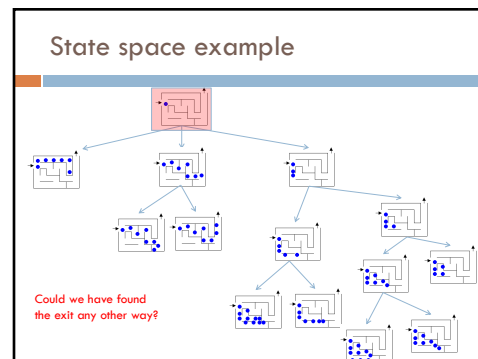 State space example
Could we have found
the exit any other way?